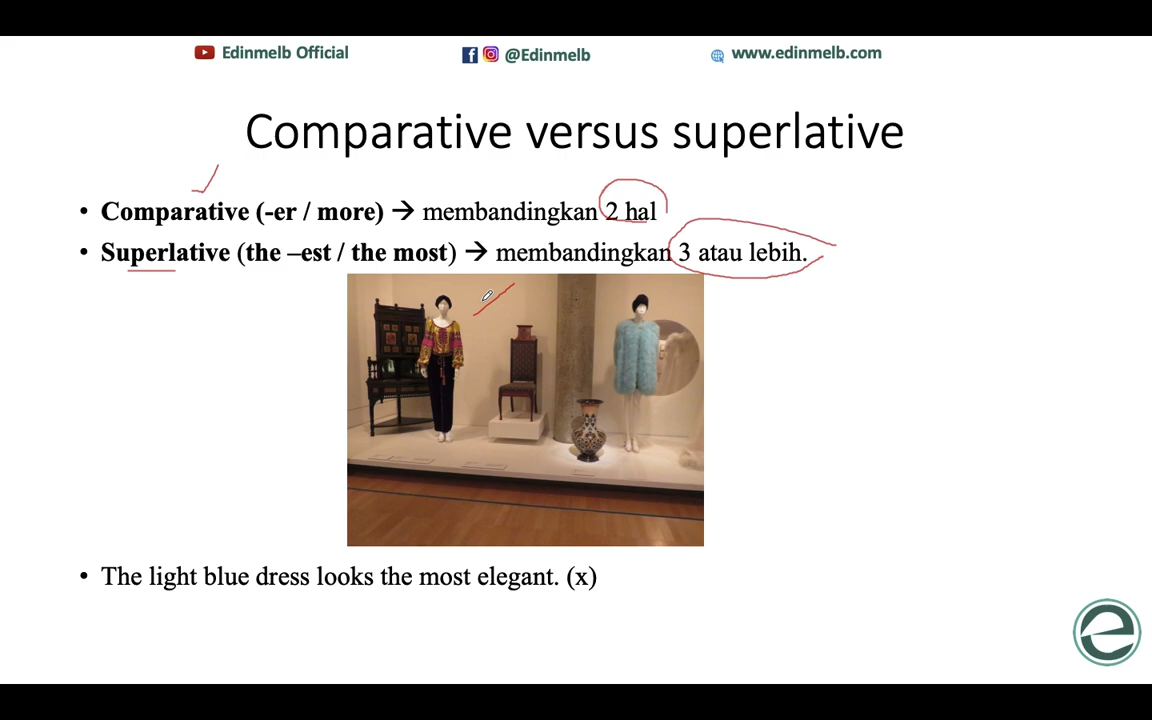 Edinmelb Official @Edinmelb www.edinmelb.com
Comparative versus superlative
• Comparative (-er / more) → membandingkan 2 hal
• Superlative (the –est / the most) → membandingkan 3 atau lebih.
• The light blue dress looks the most elegant. (x)